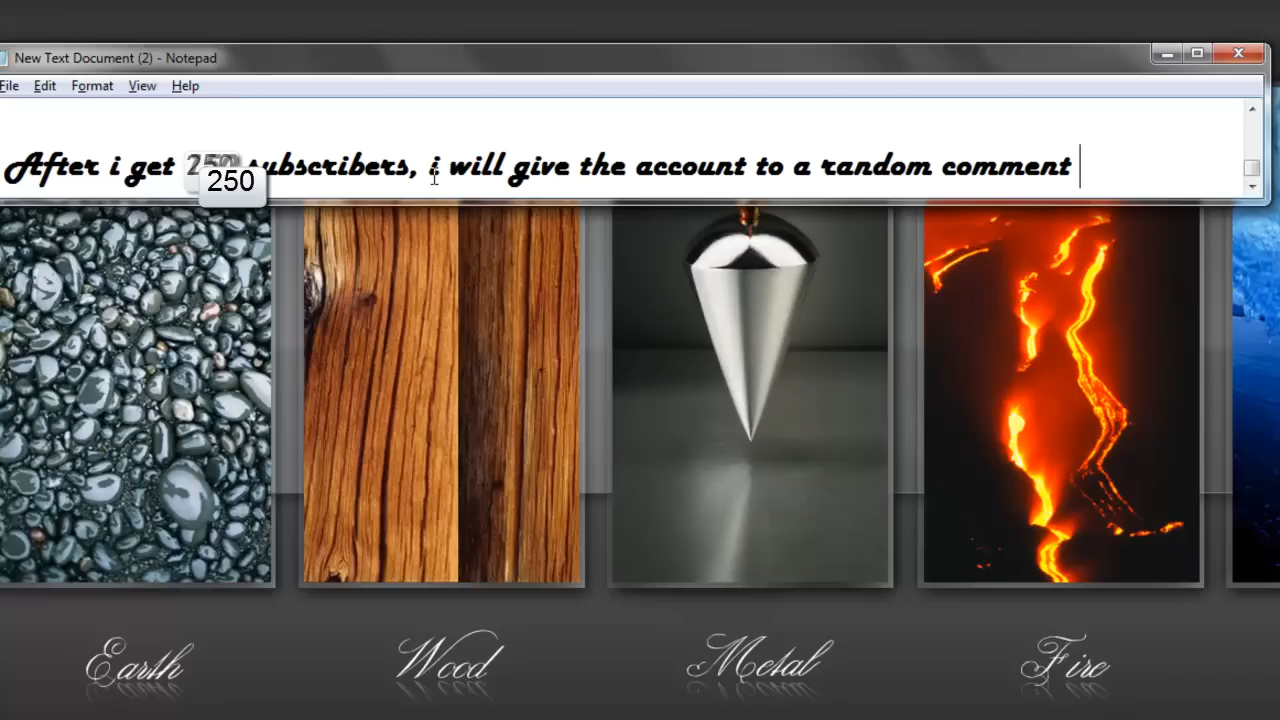 New Text Document (2) - Notepad
File Edit Format View Help
After i get 250 subscribers, i will give the account to a random comment
250
Earth Wood Metal Fire